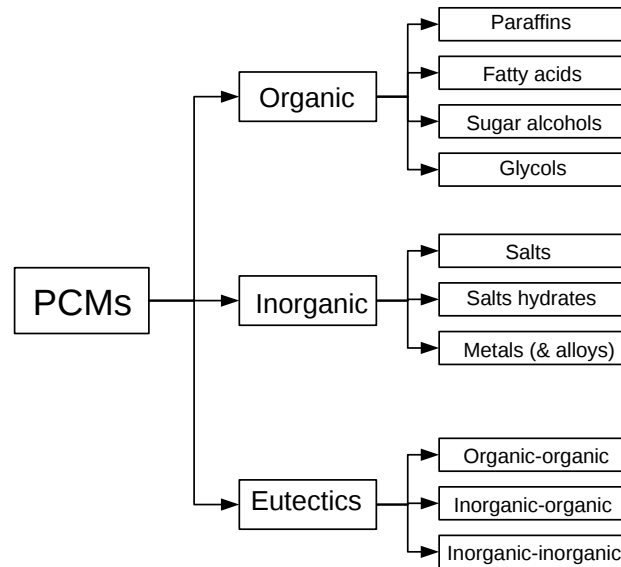 PCMs
Organic
Paraffins
Fatty acids
Sugar alcohols
Glycols
Inorganic
Salts
Salts hydrates
Metals (& alloys)
Eutectics
Organic-organic
Inorganic-organic
Inorganic-inorganic